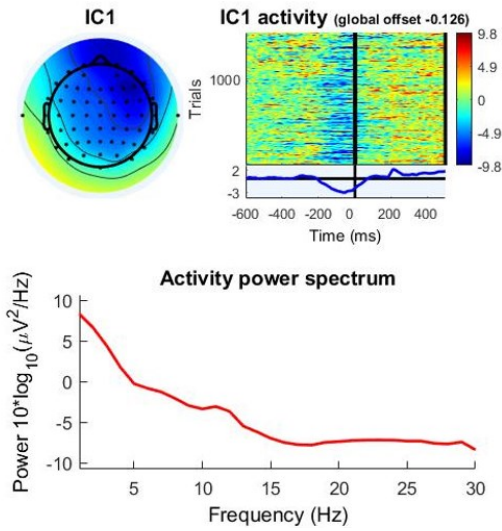 IC1
IC1 activity (global offset -0.126)
Trials
1000
9.8
4.9
0
-4.9
-9.8
2
-3
-600 -400 -200 0 200 400
Time (ms)
Activity power spectrum
Power 10*log10(μV2/Hz)
10
5
0
-5
-10
5 10 15 20 25 30
Frequency (Hz)